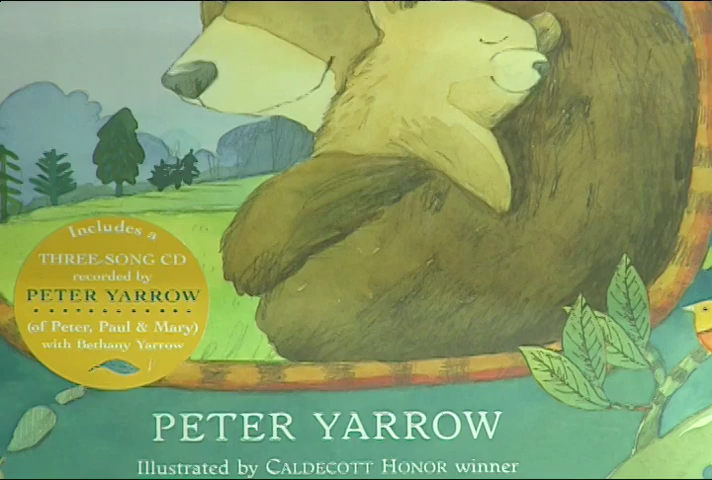 Includes a
THREE-SONG CD
recorded by
PETER YARROW
(of Peter, Paul & Mary)
with Bethany Yarrow
PETER YARROW
Illustrated by CALDECOTT HONOR winner